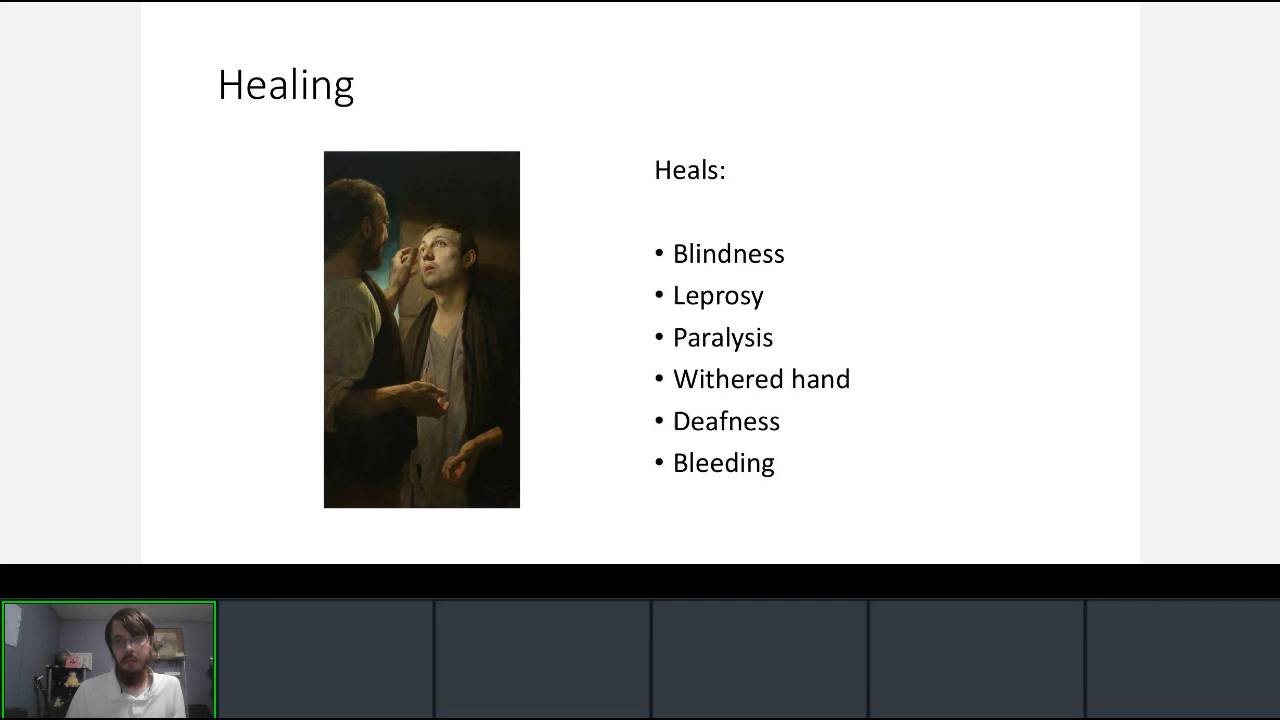 Healing
Heals:
• Blindness
• Leprosy
• Paralysis
• Withered hand
• Deafness
• Bleeding